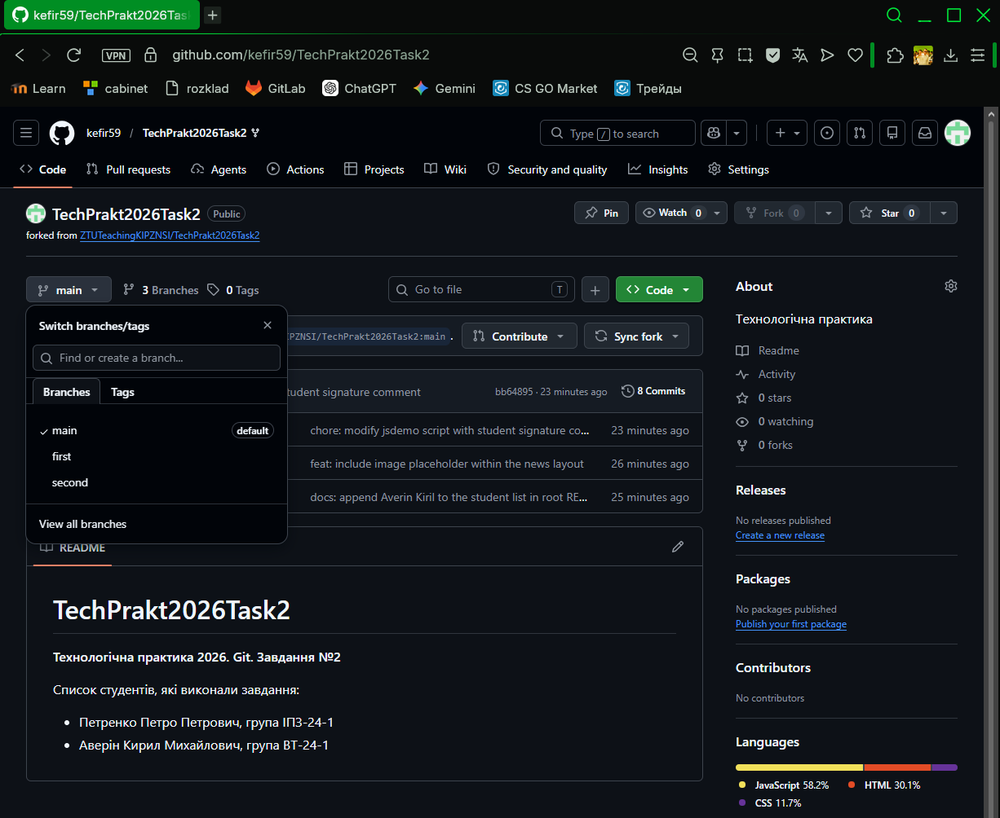 kefir59/TechPrakt2026Tas
VPN
github.com/kefir59/TechPrakt2026Task2
Learn
cabinet
rozklad
GitLab
ChatGPT
Gemini
CS GO Market
Трейды
kefir59 / TechPrakt2026Task2
Type / to search
Code
Pull requests
Agents
Actions
Projects
Wiki
Security and quality
Insights
Settings
TechPrakt2026Task2
Public
Pin
Watch 0
Fork 0
Star 0
forked from ZTUTeachingKIPZNSI/TechPrakt2026Task2
main
3 Branches
0 Tags
Go to file
T
Code
Switch branches/tags
Find or create a branch...
Branches
Tags
main
default
first
second
View all branches
IPZNSI/TechPrakt2026Task2:main .
Contribute
Sync fork
tudent signature comment
bb64895 · 23 minutes ago
8 Commits
chore: modify jsdemo script with student signature co...
23 minutes ago
feat: include image placeholder within the news layout
26 minutes ago
docs: append Averin Kiril to the student list in root RE...
25 minutes ago
README
TechPrakt2026Task2
Технологічна практика 2026. Git. Завдання №2
Список студентів, які виконали завдання:
Петренко Петро Петрович, група ІПЗ-24-1
Аверін Кирил Михайлович, група ВТ-24-1
About
Технологічна практика
Readme
Activity
0 stars
0 watching
0 forks
Releases
No releases published
Create a new release
Packages
No packages published
Publish your first package
Contributors
No contributors
Languages
JavaScript 58.2%
HTML 30.1%
CSS 11.7%